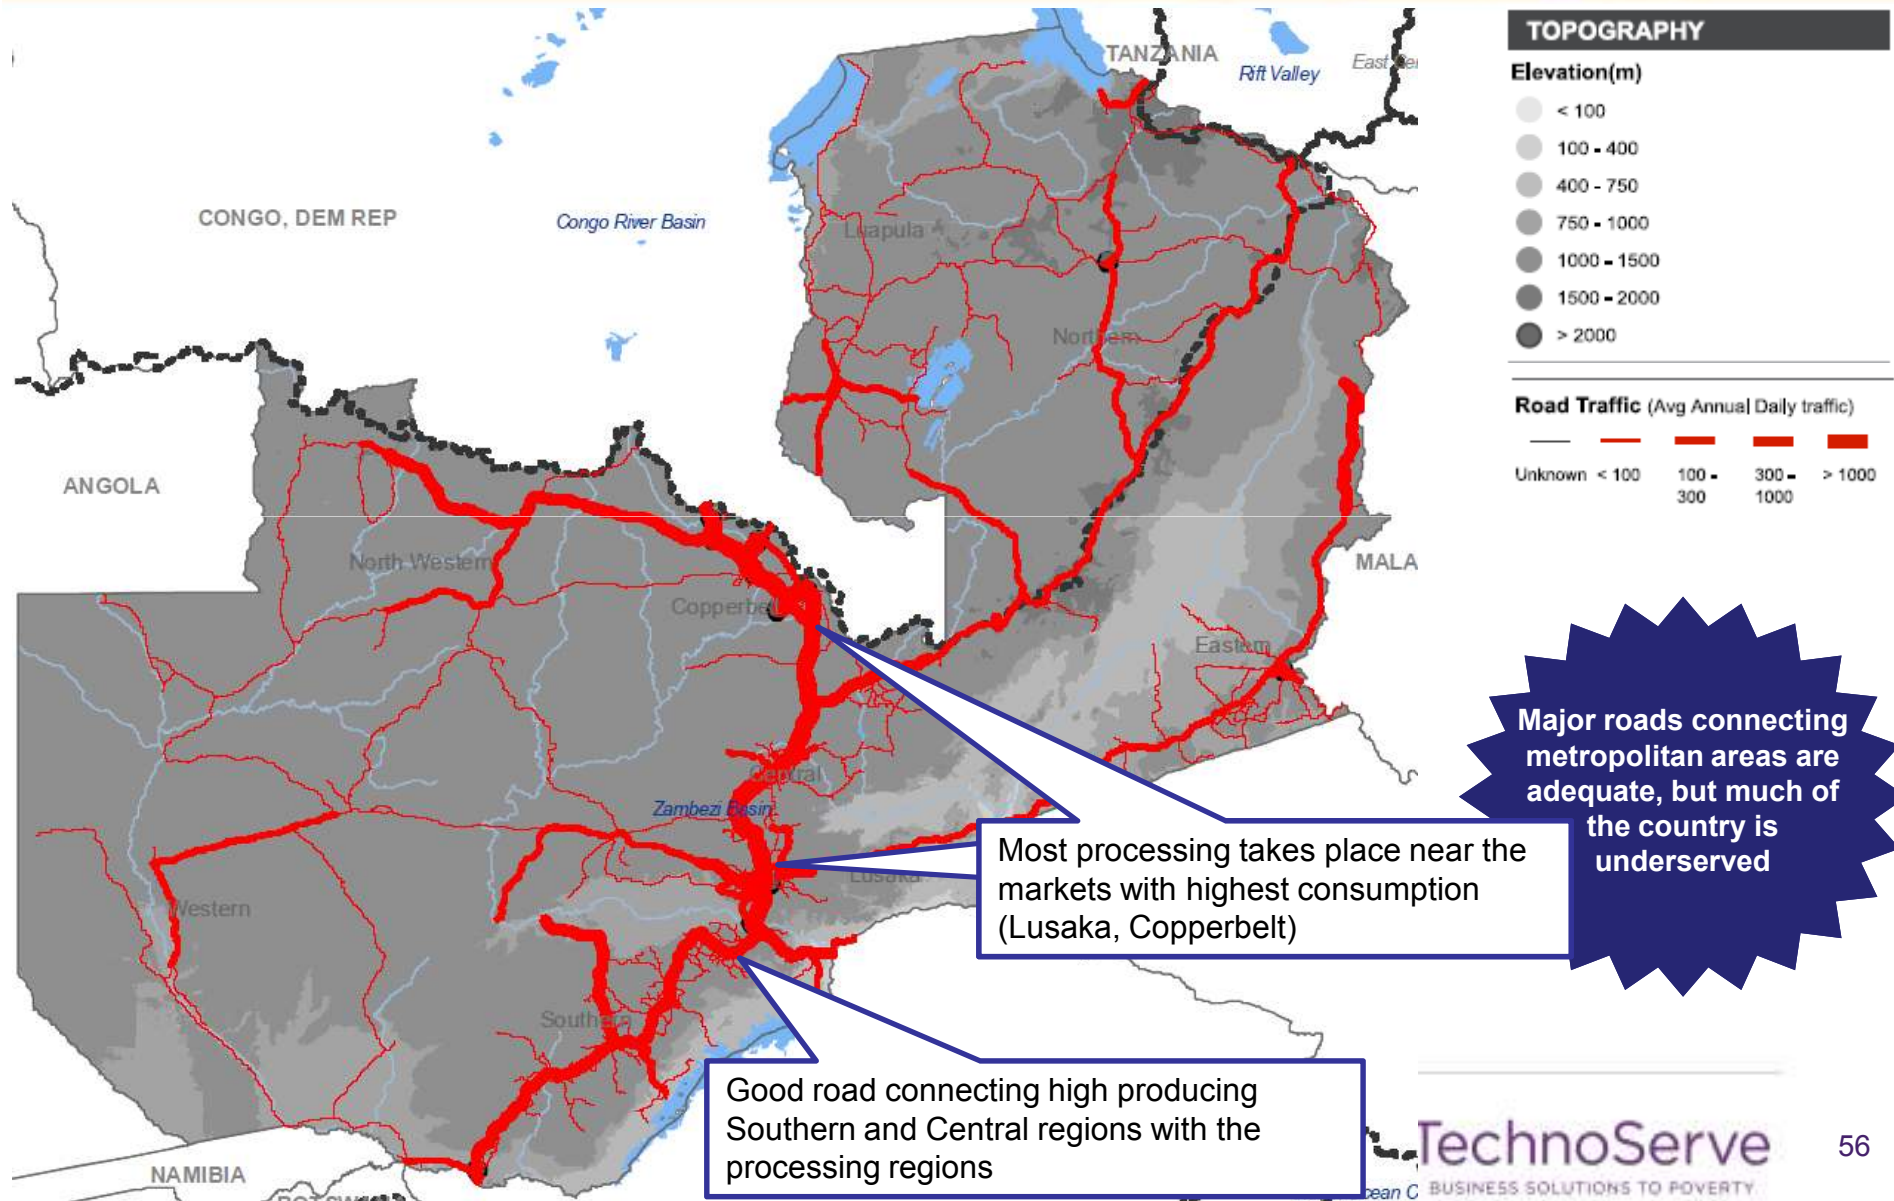 TANZANIA
Rift Valley
CONGO, DEM REP
Congo River Basin
Luapula
Northern
ANGOLA
North Western
MALA
Copperbelt
Eastern
Central
Zambezi Basin
Lusaka
Western
Southern
NAMIBIA
TOPOGRAPHY
Elevation(m)
< 100
100 - 400
400 - 750
750 - 1000
1000 - 1500
1500 - 2000
> 2000
Road Traffic (Avg Annual Daily traffic)
Unknown < 100 100 - 300 300 - 1000 > 1000
Major roads connecting
metropolitan areas are
adequate, but much of
the country is
underserved
Most processing takes place near the
markets with highest consumption
(Lusaka, Copperbelt)
Good road connecting high producing
Southern and Central regions with the
processing regions
TechnoServe
BUSINESS SOLUTIONS TO POVERTY
56